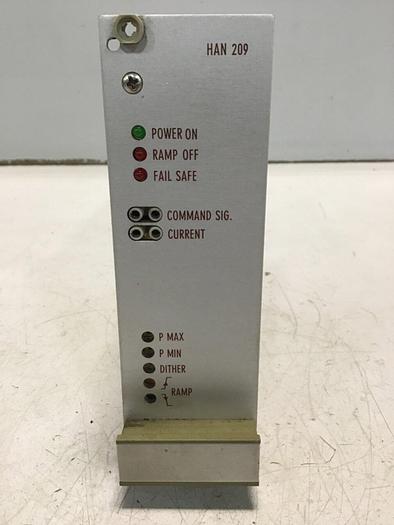 HAN 209
POWER ON
RAMP OFF
FAIL SAFE
COMMAND SIG.
CURRENT
P MAX
P MIN
DITHER
RAMP